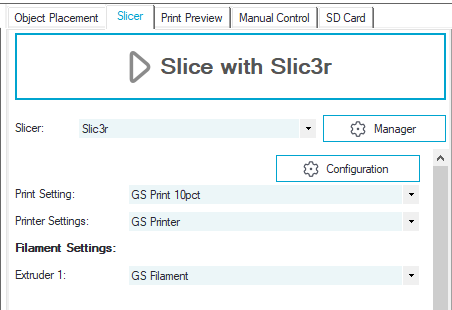 Object Placement Slicer Print Preview Manual Control SD Card
Slice with Slic3r
Slicer: Slic3r Manager
Configuration
Print Setting: GS Print 10pct
Printer Settings: GS Printer
Filament Settings:
Extruder 1: GS Filament